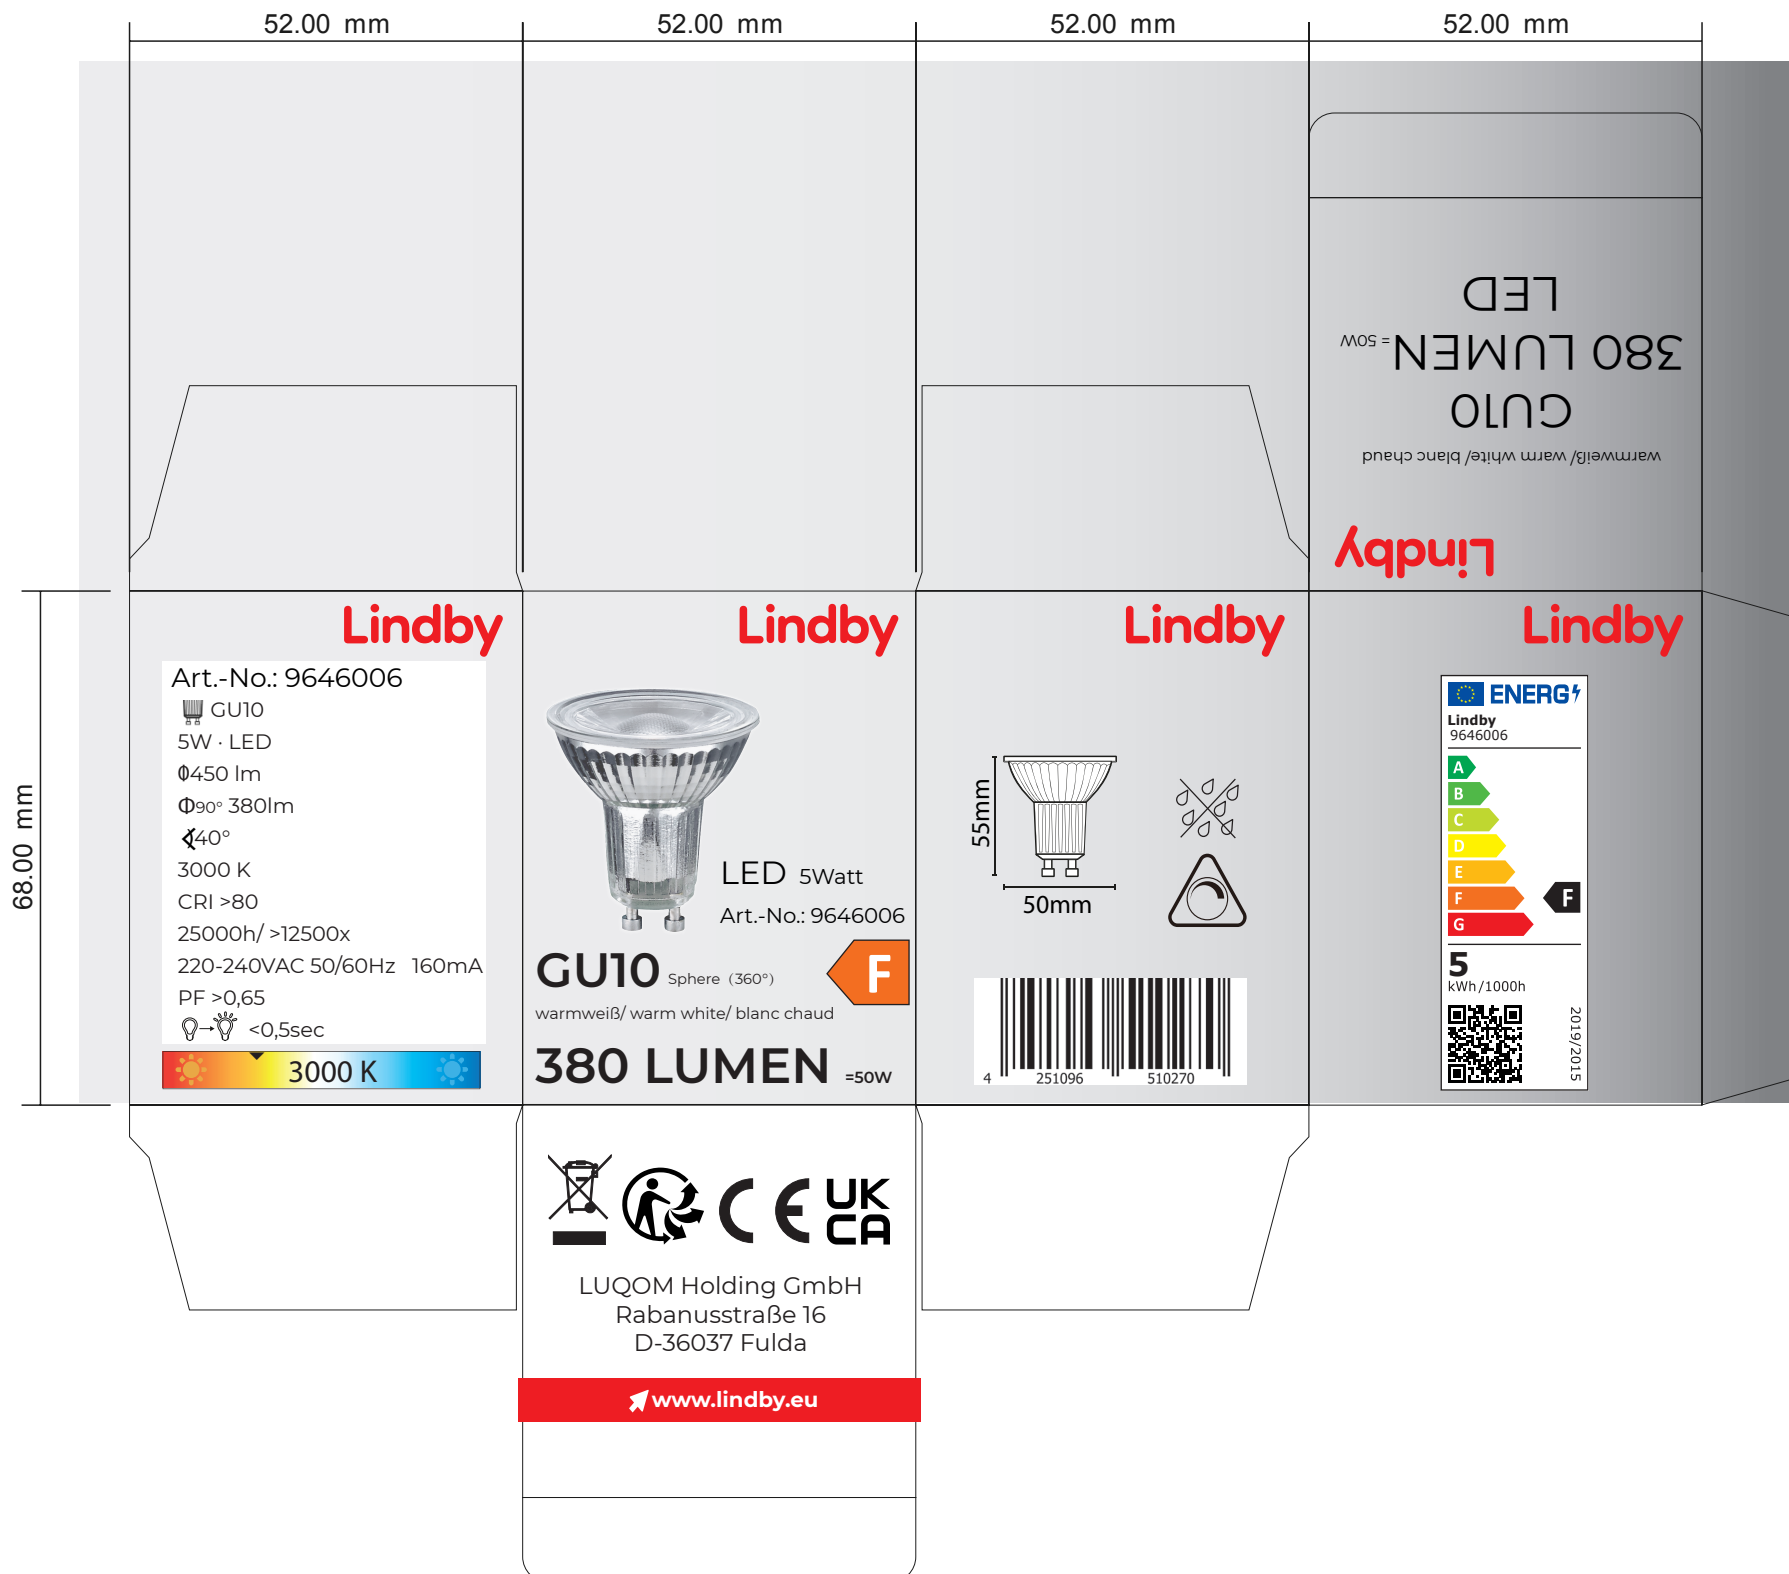 52.00 mm
52.00 mm
52.00 mm
52.00 mm
68.00 mm
Lindby
warmweiß/ warm white/ blanc chaud
GU10
380 LUMEN = 50W
LED
Lindby
Art.-No.: 9646006
GU10
5W · LED
Φ450 lm
Φ90° 380lm
∢40°
3000 K
CRI >80
25000h/ >12500x
220-240VAC 50/60Hz 160mA
PF >0,65
<0,5sec
3000 K
Lindby
LED 5Watt
Art.-No.: 9646006
GU10 Sphere (360°)
F
warmweiß/ warm white/ blanc chaud
380 LUMEN =50W
Lindby
55mm
50mm
4 251096 510270
Lindby
ENERG
Lindby
9646006
A
B
C
D
E
F
G
F
5
kWh/1000h
2019/2015
CE
UK
CA
LUQOM Holding GmbH
Rabanusstraße 16
D-36037 Fulda
www.lindby.eu